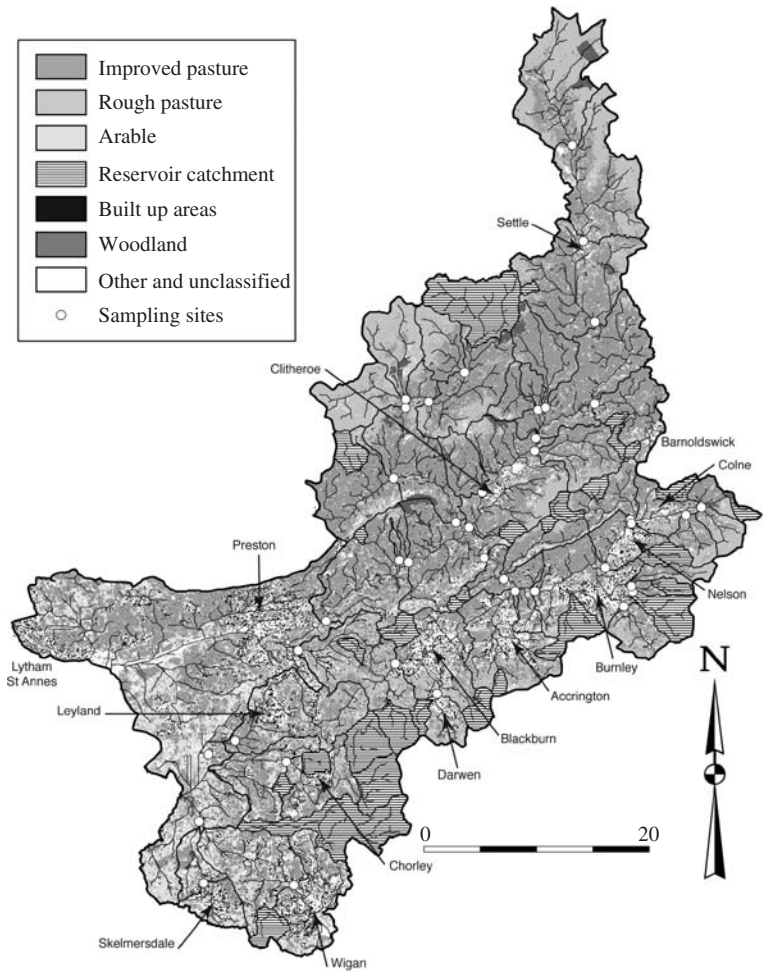 Improved pasture
Rough pasture
Arable
Reservoir catchment
Built up areas
Woodland
Other and unclassified
Sampling sites
Settle
Clitheroe
Barnoldswick
Colne
Preston
Nelson
Lytham
St Annes
Burnley
N
Leyland
Accrington
Blackburn
Darwen
0
20
Chorley
Skelmersdale
Wigan